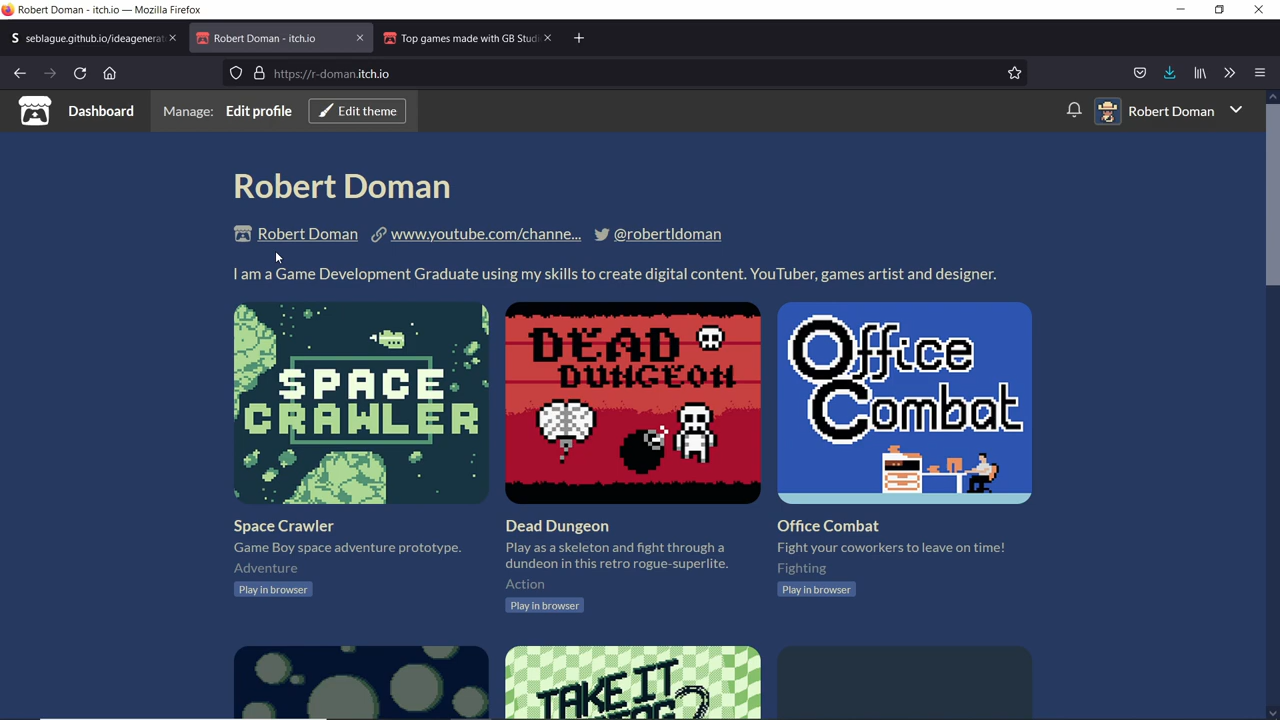 Robert Doman - itch.io — Mozilla Firefox
S seblague.github.io/ideagenerat
Robert Doman - itch.io
Top games made with GB Studi
https://r-doman.itch.io
Dashboard
Manage:
Edit profile
Edit theme
Robert Doman
Robert Doman
Robert Doman
www.youtube.com/channe...
@robertldoman
I am a Game Development Graduate using my skills to create digital content. YouTuber, games artist and designer.
SPACE
CRAWLER
DEAD
DUNGEON
Office
Combat
Space Crawler
Game Boy space adventure prototype.
Adventure
Play in browser
Dead Dungeon
Play as a skeleton and fight through a
dundeon in this retro rogue-superlite.
Action
Play in browser
Office Combat
Fight your coworkers to leave on time!
Fighting
Play in browser
TAKE IT